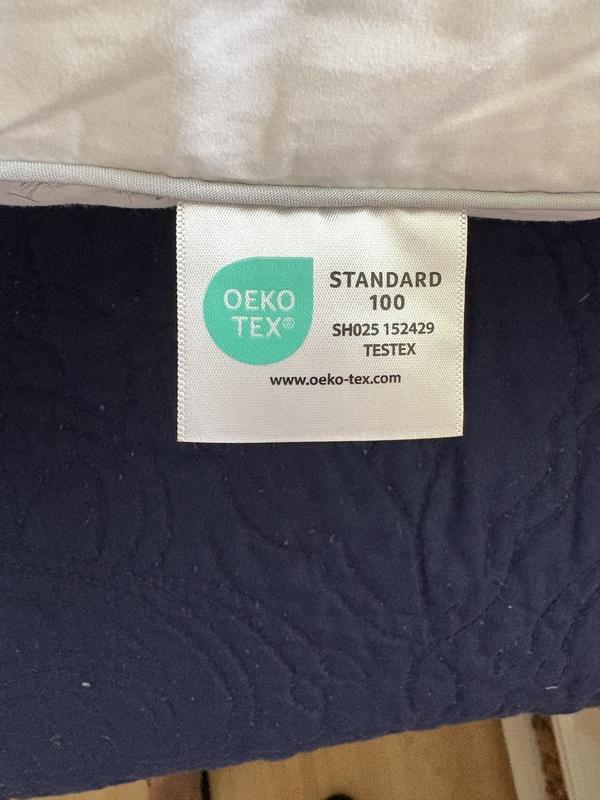 OEKO
TEX®
STANDARD
100
SH025 152429
TESTEX
www.oeko-tex.com